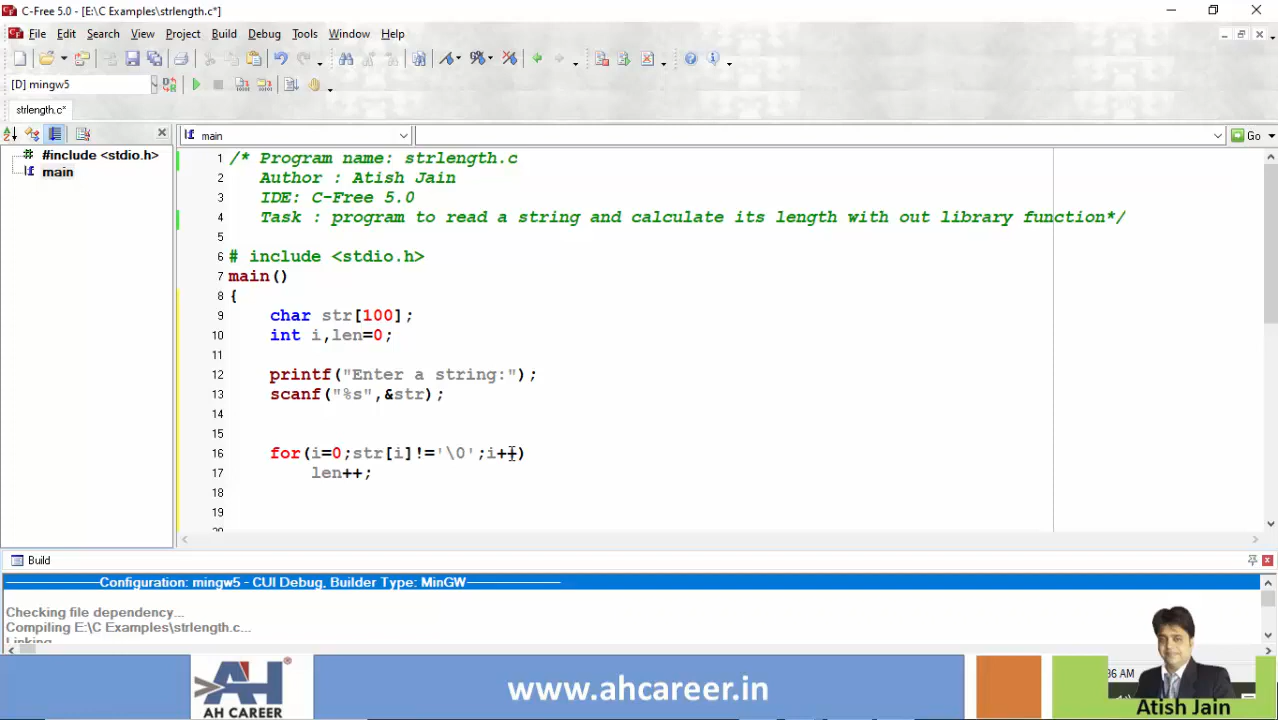 C-Free 5.0 - [E:\C Examples\strlength.c*]
File Edit Search View Project Build Debug Tools Window Help
[D] mingw5
strlength.c*
main
Go
#include <stdio.h>
main
1 /* Program name: strlength.c
2 Author : Atish Jain
3 IDE: C-Free 5.0
4 Task : program to read a string and calculate its length with out library function*/
5
6 # include <stdio.h>
7 main()
8 {
9 char str[100];
10 int i,len=0;
11
12 printf("Enter a string:");
13 scanf("%s",&str);
14
15
16 for(i=0;str[i]!='\0';i++)
17 len++;
18
19
Build
Configuration: mingw5 - CUI Debug, Builder Type: MinGW
Checking file dependency...
Compiling E:\C Examples\strlength.c...
Linking
36 AM
AH
AH CAREER
www.ahcareer.in
Atish Jain